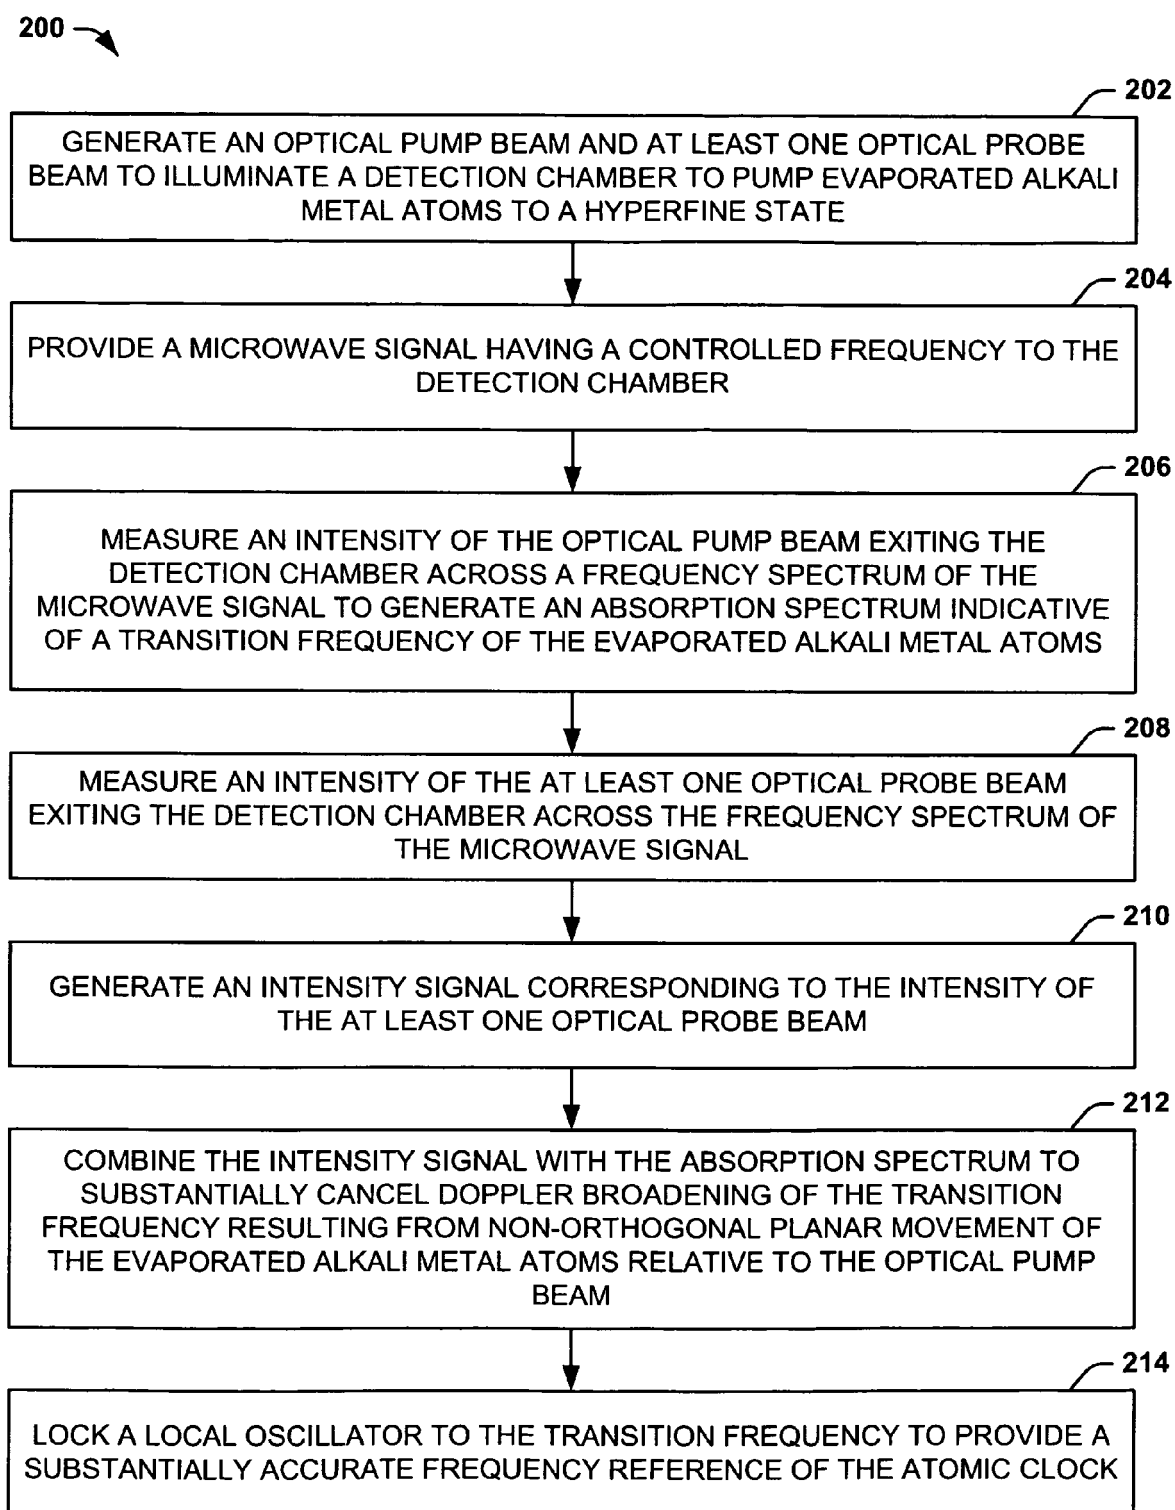 200
202
GENERATE AN OPTICAL PUMP BEAM AND AT LEAST ONE OPTICAL PROBE
BEAM TO ILLUMINATE A DETECTION CHAMBER TO PUMP EVAPORATED ALKALI
METAL ATOMS TO A HYPERFINE STATE
204
PROVIDE A MICROWAVE SIGNAL HAVING A CONTROLLED FREQUENCY TO THE
DETECTION CHAMBER
206
MEASURE AN INTENSITY OF THE OPTICAL PUMP BEAM EXITING THE
DETECTION CHAMBER ACROSS A FREQUENCY SPECTRUM OF THE
MICROWAVE SIGNAL TO GENERATE AN ABSORPTION SPECTRUM INDICATIVE
OF A TRANSITION FREQUENCY OF THE EVAPORATED ALKALI METAL ATOMS
208
MEASURE AN INTENSITY OF THE AT LEAST ONE OPTICAL PROBE BEAM
EXITING THE DETECTION CHAMBER ACROSS THE FREQUENCY SPECTRUM OF
THE MICROWAVE SIGNAL
210
GENERATE AN INTENSITY SIGNAL CORRESPONDING TO THE INTENSITY OF
THE AT LEAST ONE OPTICAL PROBE BEAM
212
COMBINE THE INTENSITY SIGNAL WITH THE ABSORPTION SPECTRUM TO
SUBSTANTIALLY CANCEL DOPPLER BROADENING OF THE TRANSITION
FREQUENCY RESULTING FROM NON-ORTHOGONAL PLANAR MOVEMENT OF
THE EVAPORATED ALKALI METAL ATOMS RELATIVE TO THE OPTICAL PUMP
BEAM
214
LOCK A LOCAL OSCILLATOR TO THE TRANSITION FREQUENCY TO PROVIDE A
SUBSTANTIALLY ACCURATE FREQUENCY REFERENCE OF THE ATOMIC CLOCK